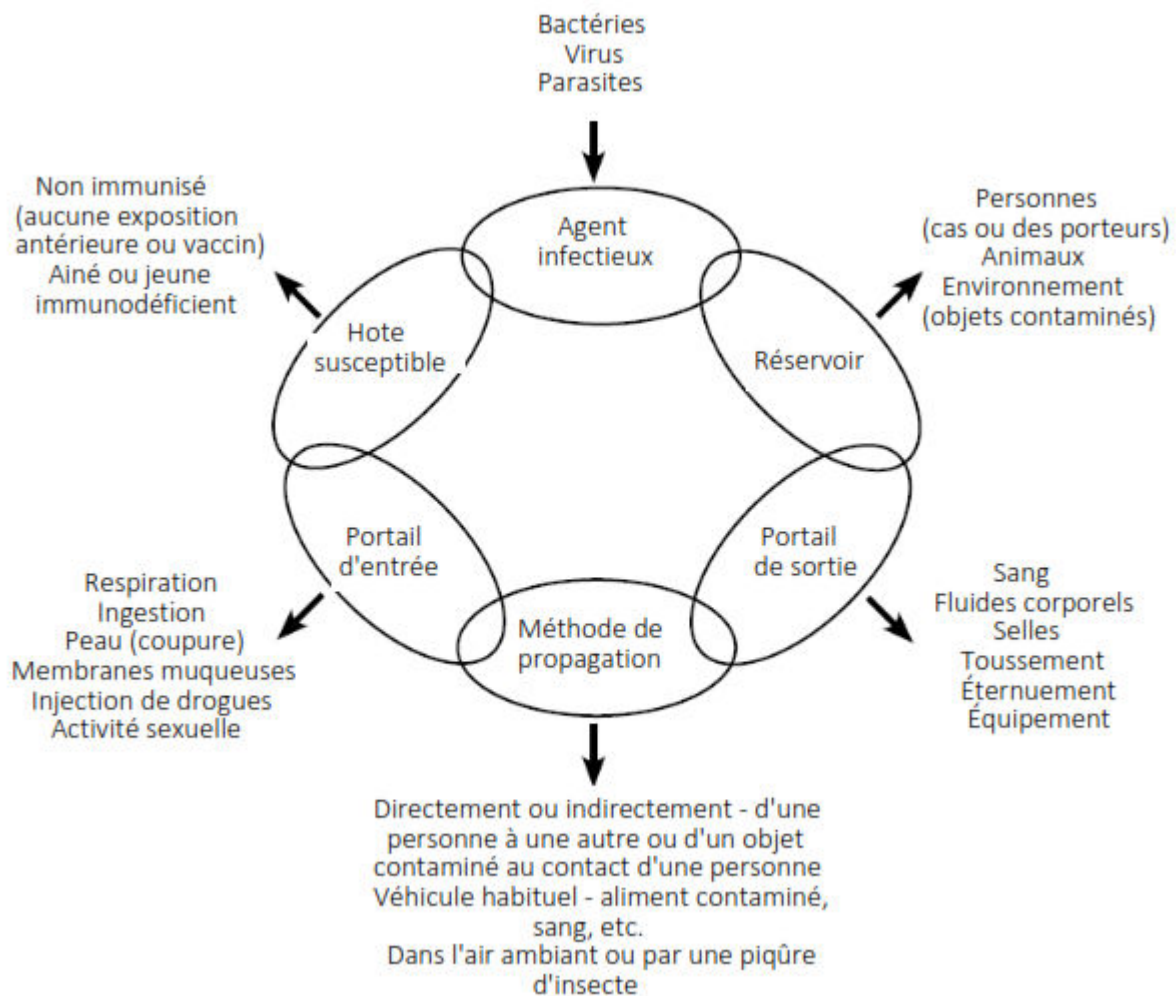 Bactéries
Virus
Parasites
Agent
infectieux
Personnes
(cas ou des porteurs)
Animaux
Environnement
(objets contaminés)
Réservoir
Portail
de sortie
Sang
Fluides corporels
Selles
Toussement
Éternuement
Équipement
Méthode de
propagation
Directement ou indirectement - d'une
personne à une autre ou d'un objet
contaminé au contact d'une personne
Véhicule habituel - aliment contaminé,
sang, etc.
Dans l'air ambiant ou par une piqûre
d'insecte
Portail
d'entrée
Respiration
Ingestion
Peau (coupure)
Membranes muqueuses
Injection de drogues
Activité sexuelle
Hote
susceptible
Non immunisé
(aucune exposition
antérieure ou vaccin)
Ainé ou jeune
immunodéficient